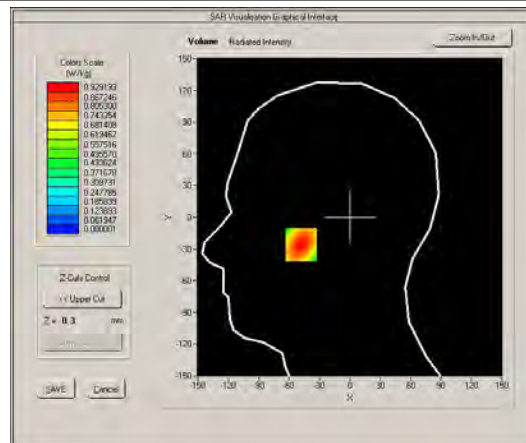 SAR Visualisation Graphical Interface
Volume Radiated Intensity
Zoom In/Out
Colors Scale
(W/kg)
0.929193
0.867246
0.805300
0.743354
0.681408
0.619462
0.557516
0.495570
0.433624
0.371678
0.309731
0.247785
0.185839
0.123893
0.061947
0.000001
Z-Cuts Control
<< Upper Cut
Z = 0.3 mm
SAVE
Cancel
150
120
90
60
30
0
-30
-60
-90
-120
-150
Y
-150 -120 -90 -60 -30 0 30 60 90 120 150
X